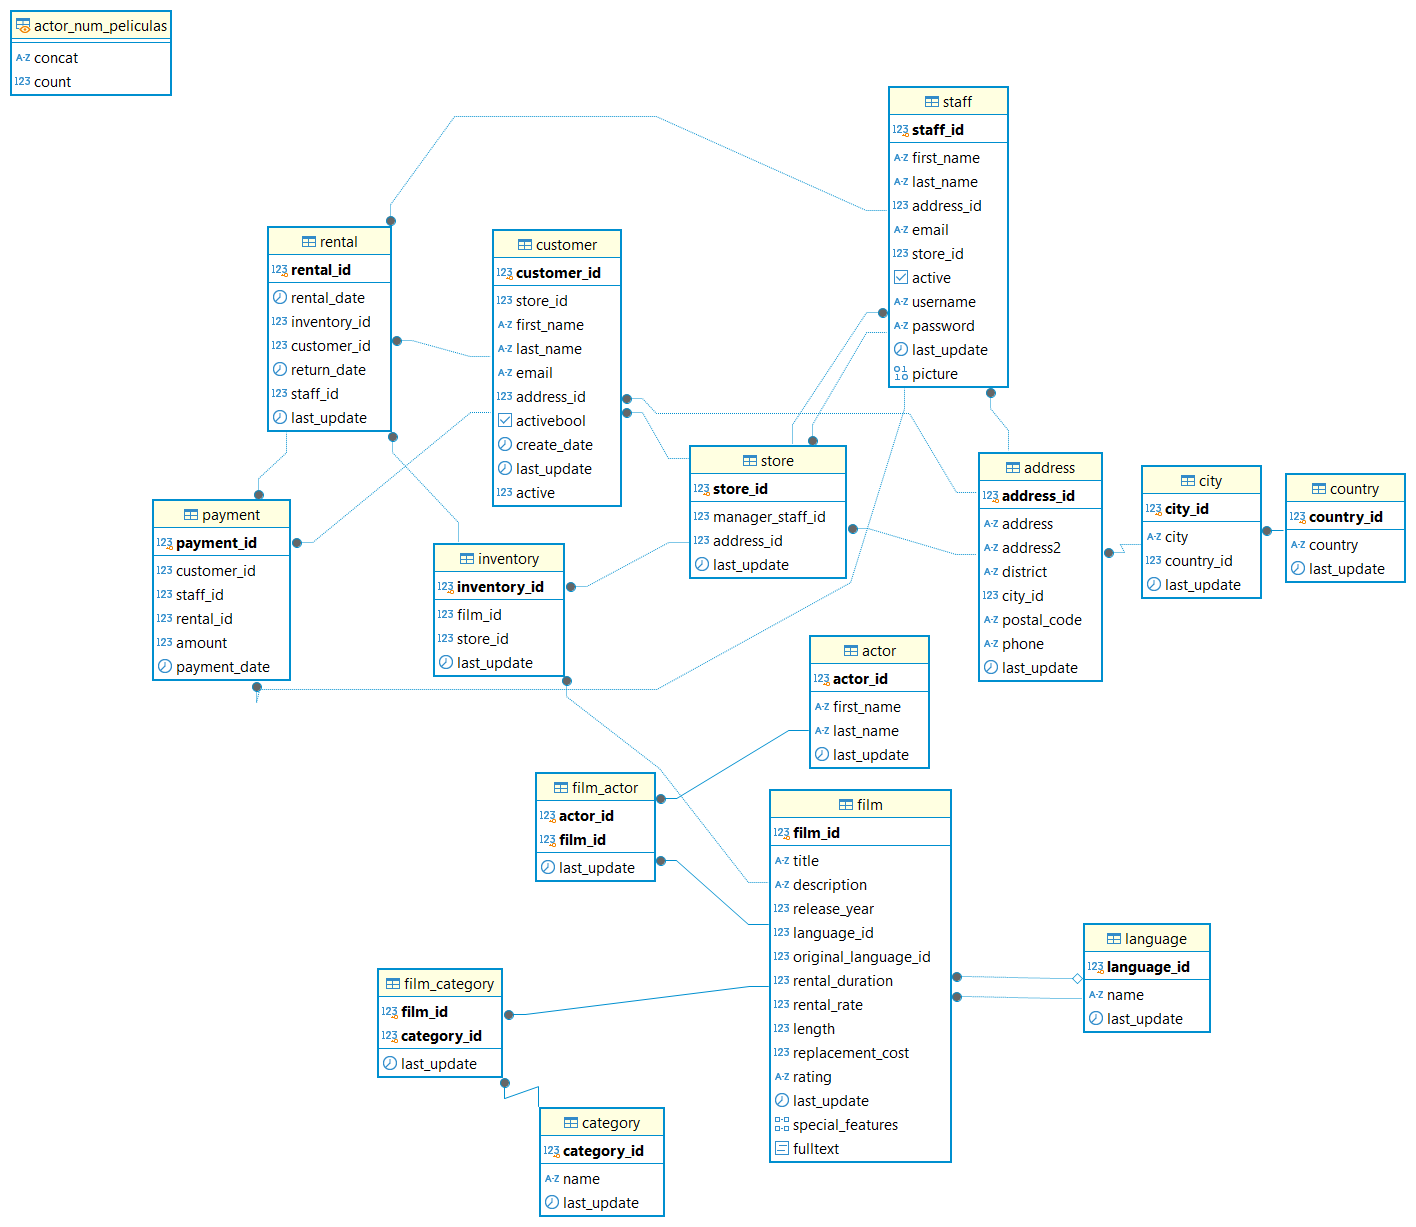 actor_num_peliculas
A-Z concat
123 count
staff
123 staff_id
A-Z first_name
A-Z last_name
123 address_id
A-Z email
123 store_id
active
A-Z username
A-Z password
last_update
picture
rental
123 rental_id
rental_date
123 inventory_id
123 customer_id
return_date
123 staff_id
last_update
customer
123 customer_id
123 store_id
A-Z first_name
A-Z last_name
A-Z email
123 address_id
activebool
create_date
last_update
123 active
store
123 store_id
123 manager_staff_id
123 address_id
last_update
address
123 address_id
A-Z address
A-Z address2
A-Z district
123 city_id
A-Z postal_code
A-Z phone
last_update
city
123 city_id
A-Z city
123 country_id
last_update
country
123 country_id
A-Z country
last_update
payment
123 payment_id
123 customer_id
123 staff_id
123 rental_id
123 amount
payment_date
inventory
123 inventory_id
123 film_id
123 store_id
last_update
actor
123 actor_id
A-Z first_name
A-Z last_name
last_update
film_actor
123 actor_id
123 film_id
last_update
film
123 film_id
A-Z title
A-Z description
123 release_year
123 language_id
123 original_language_id
123 rental_duration
123 rental_rate
123 length
123 replacement_cost
A-Z rating
last_update
special_features
fulltext
language
123 language_id
A-Z name
last_update
film_category
123 film_id
123 category_id
last_update
category
123 category_id
A-Z name
last_update